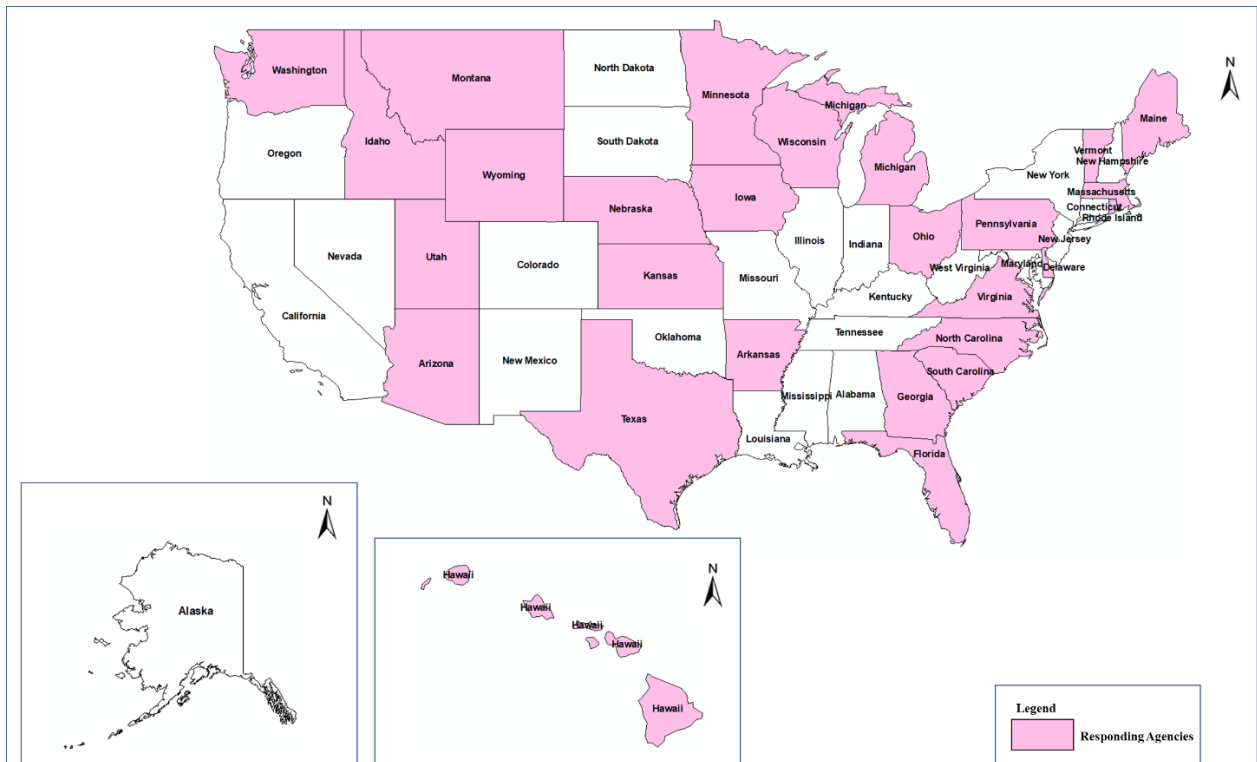 N
North Dakota
Washington
Montana
Minnesota
Michigan
Maine
South Dakota
Wisconsin
Vermont
Oregon
Idaho
Michigan
New Hampshire
Wyoming
New York
Massachusetts
Iowa
Connecticut
Nebraska
Rhode Island
Pennsylvania
Ohio
New Jersey
Illinois
Indiana
Nevada
Utah
Colorado
Maryland
West Virginia
Delaware
Kansas
Missouri
Virginia
Kentucky
California
Tennessee
North Carolina
Oklahoma
Arkansas
New Mexico
Arizona
South Carolina
Mississippi
Alabama
Georgia
Texas
Louisiana
Florida
N
Alaska
N
Hawaii
Hawaii
Hawaii
Hawaii
Hawaii
Legend
Responding Agencies